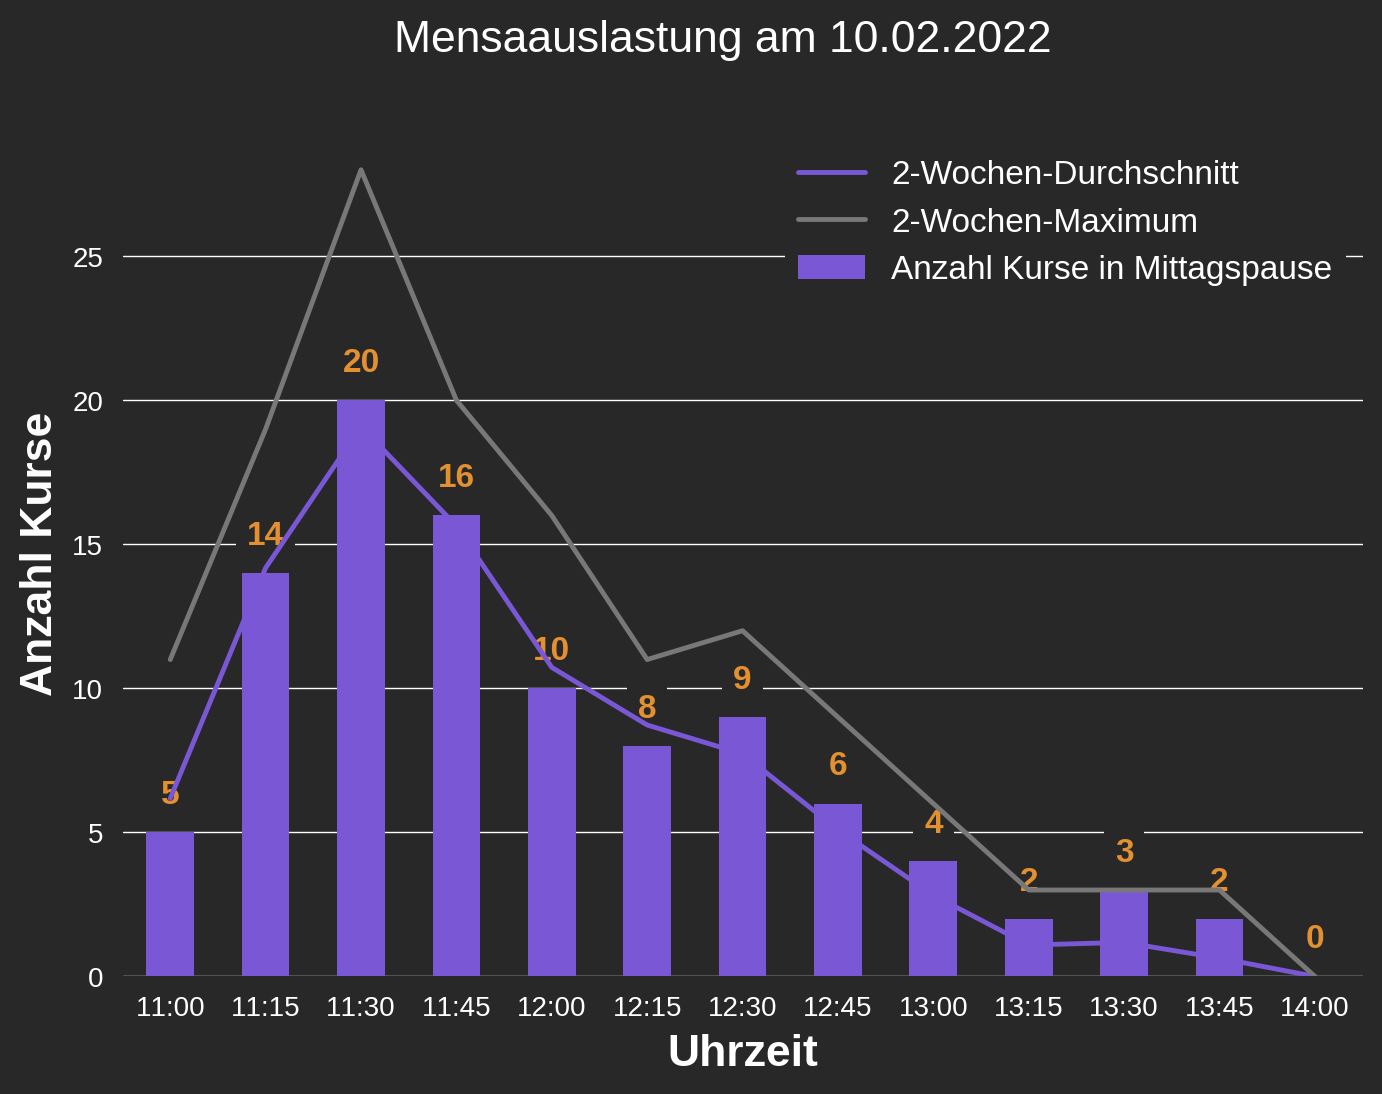 Mensaauslastung am 10.02.2022
2-Wochen-Durchschnitt
2-Wochen-Maximum
Anzahl Kurse in Mittagspause
Anzahl Kurse
25
20
15
10
5
0
5
14
20
16
10
8
9
6
4
2
3
2
0
11:00 11:15 11:30 11:45 12:00 12:15 12:30 12:45 13:00 13:15 13:30 13:45 14:00
Uhrzeit